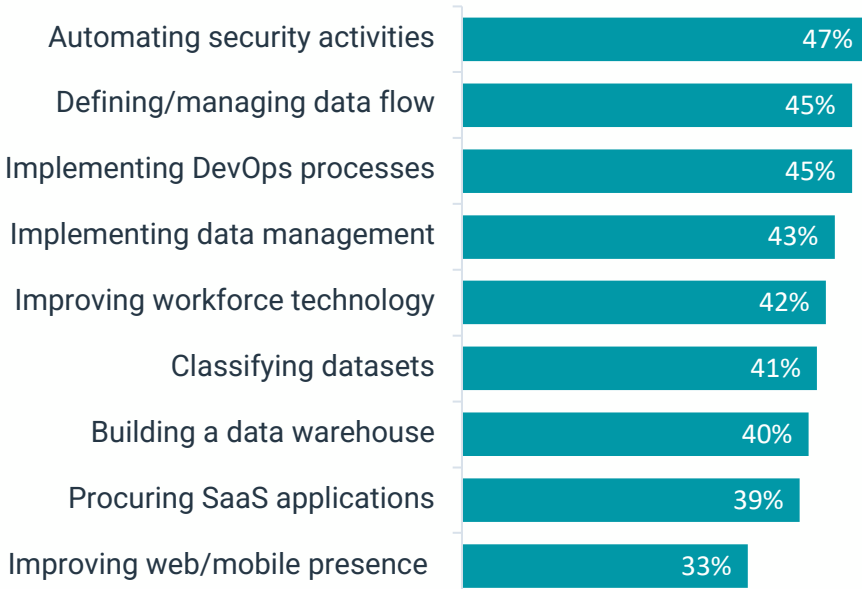 Automating security activities 47%
Defining/managing data flow 45%
Implementing DevOps processes 45%
Implementing data management 43%
Improving workforce technology 42%
Classifying datasets 41%
Building a data warehouse 40%
Procuring SaaS applications 39%
Improving web/mobile presence 33%